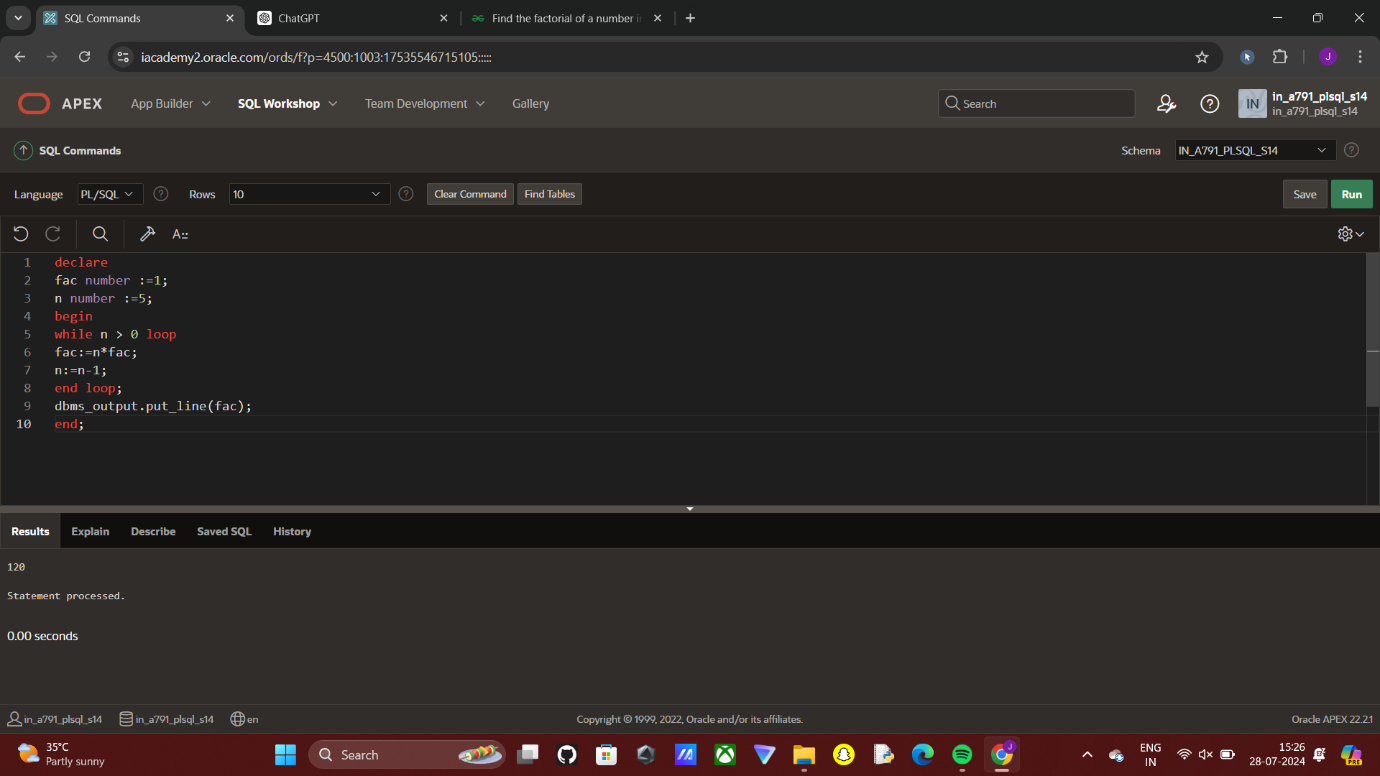 SQL Commands
ChatGPT
Find the factorial of a number i
iacademy2.oracle.com/ords/f?p=4500:1003:17535546715105:::::
J
APEX
App Builder
SQL Workshop
Team Development
Gallery
Search
IN
in_a791_plsql_s14
in_a791_plsql_s14
SQL Commands
Schema
IN_A791_PLSQL_S14
Language
PL/SQL
Rows
10
Clear Command
Find Tables
Save
Run
1 declare
2 fac number :=1;
3 n number :=5;
4 begin
5 while n > 0 loop
6 fac:=n*fac;
7 n:=n-1;
8 end loop;
9 dbms_output.put_line(fac);
10 end;
Results
Explain
Describe
Saved SQL
History
120
Statement processed.
0.00 seconds
in_a791_plsql_s14
in_a791_plsql_s14
en
Copyright © 1999, 2022, Oracle and/or its affiliates.
Oracle APEX 22.2.1
35°C
Partly sunny
Search
J
ENG
IN
15:26
28-07-2024
PRE